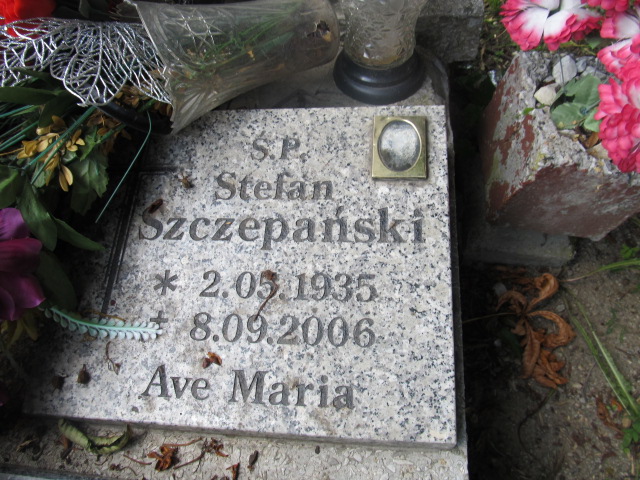 S.P.
Stefan
Szczepański
* 2.05.1935
+ 8.09.2006
Ave Maria